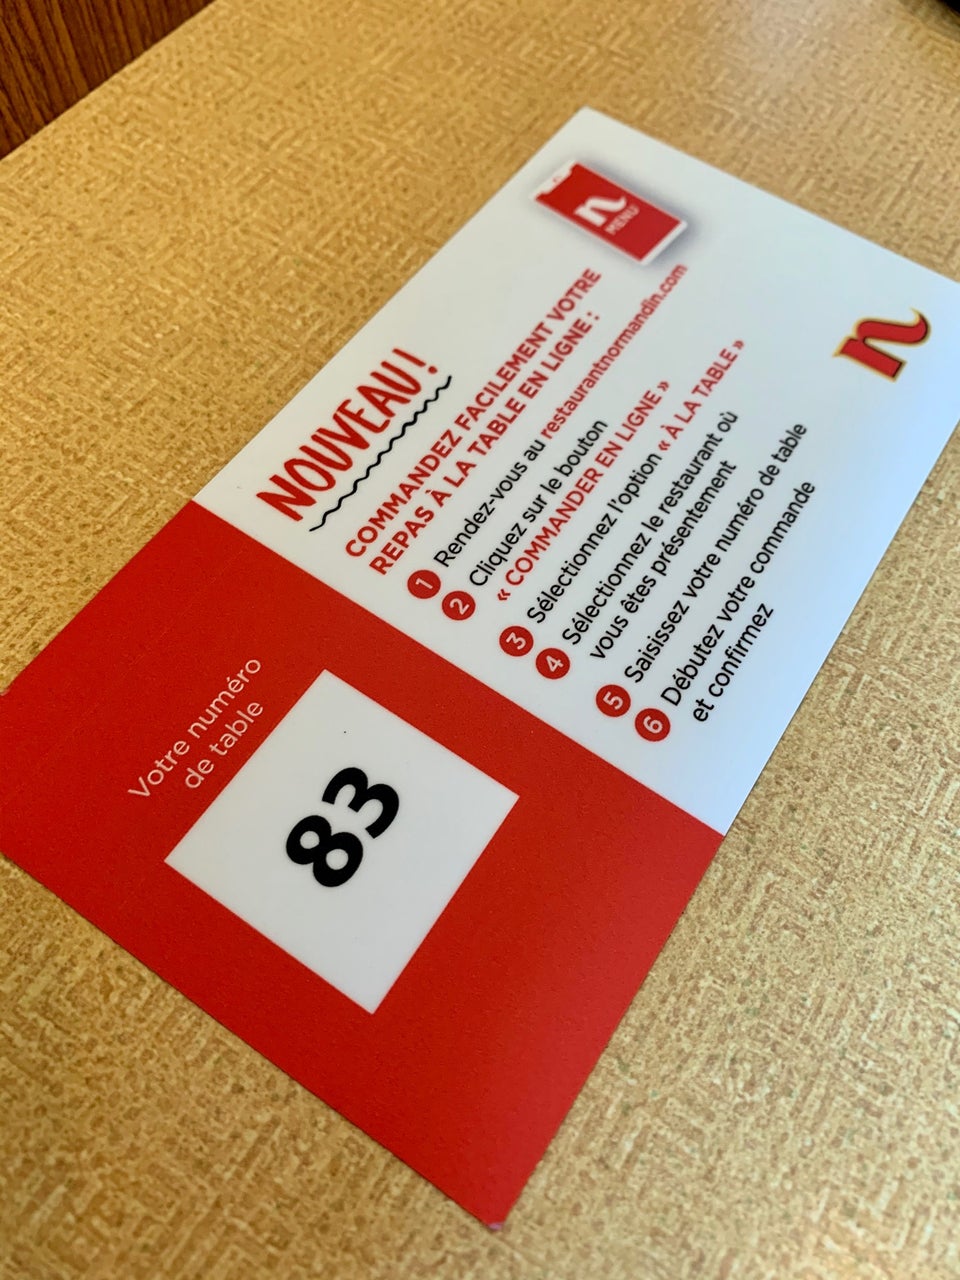 Votre numéro
de table
83
NOUVEAU !
COMMANDEZ FACILEMENT VOTRE
REPAS À LA TABLE EN LIGNE :
1 Rendez-vous au restaurantnormandin.com
2 Cliquez sur le bouton
« COMMANDER EN LIGNE »
3 Sélectionnez l'option « À LA TABLE »
4 Sélectionnez le restaurant où
vous êtes présentement
5 Saisissez votre numéro de table
6 Débutez votre commande
et confirmez
n
MENU
n